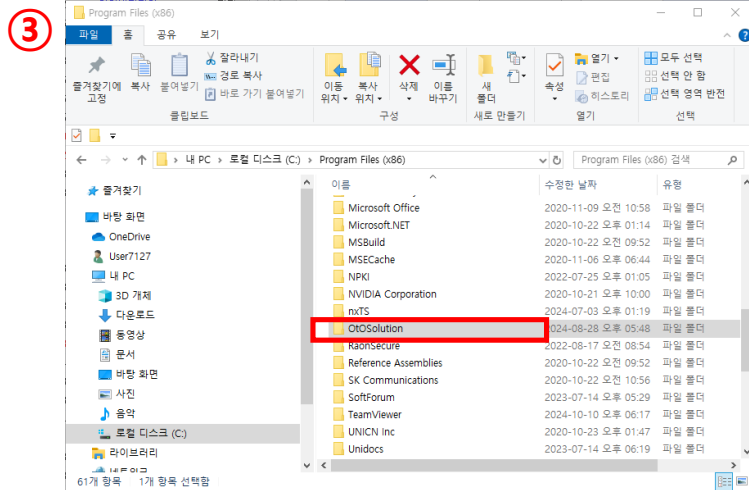 ③
Program Files (x86)
파일 홈 공유 보기
즐겨찾기에 고정
복사
붙여넣기
잘라내기
경로 복사
바로 가기 붙여넣기
클립보드
이동 위치
복사 위치
삭제
이름 바꾸기
구성
새 폴더
새로 만들기
속성
열기
편집
히스토리
열기
모두 선택
선택 안 함
선택 영역 반전
선택
내 PC > 로컬 디스크 (C:) > Program Files (x86)
Program Files (x86) 검색
즐겨찾기
바탕 화면
OneDrive
User7127
내 PC
3D 개체
다운로드
동영상
문서
바탕 화면
사진
음악
로컬 디스크 (C:)
라이브러리
네트워크
이름 수정한 날짜 유형
Microsoft Office 2020-11-09 오전 10:58 파일 폴더
Microsoft.NET 2020-10-22 오후 01:14 파일 폴더
MSBuild 2020-10-22 오전 09:52 파일 폴더
MSECache 2020-11-06 오후 06:44 파일 폴더
NPKI 2022-07-25 오후 01:05 파일 폴더
NVIDIA Corporation 2020-10-21 오후 10:00 파일 폴더
nxTS 2024-07-03 오후 01:19 파일 폴더
OtOSolution 2024-08-28 오후 05:48 파일 폴더
RaonSecure 2022-08-17 오전 08:54 파일 폴더
Reference Assemblies 2020-10-22 오전 09:52 파일 폴더
SK Communications 2020-10-22 오전 10:56 파일 폴더
SoftForum 2023-07-14 오후 05:29 파일 폴더
TeamViewer 2024-10-10 오후 06:17 파일 폴더
UNICN Inc 2020-10-23 오후 01:47 파일 폴더
Unidocs 2023-07-14 오후 06:19 파일 폴더
61개 항목 1개 항목 선택함